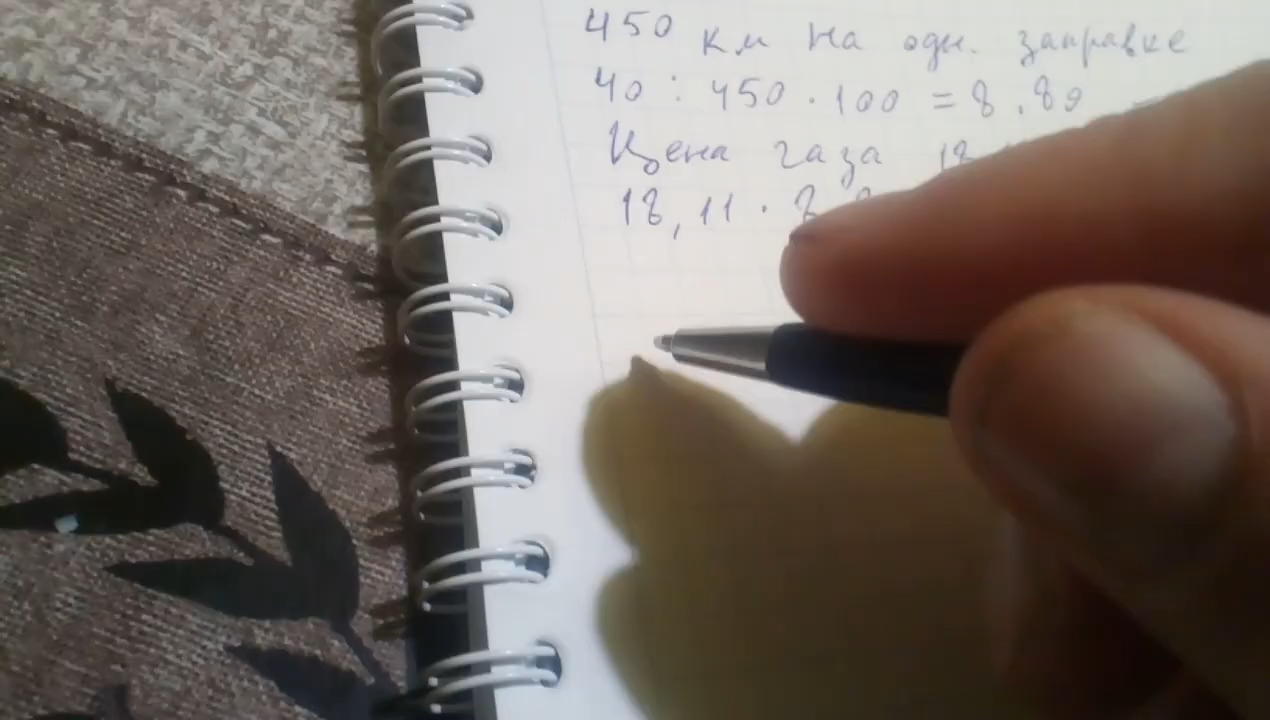 450 км на одн. заправке
40 : 450 . 100 = 8.89
Цена газа
18,11 .